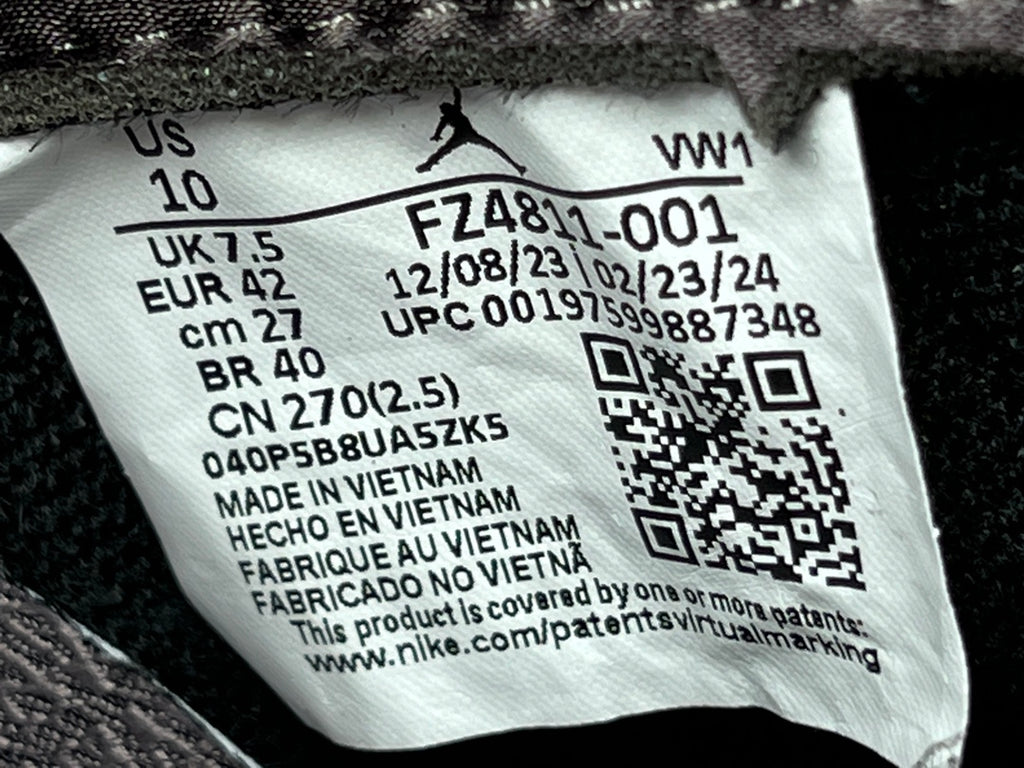 US
10
VW1
UK 7.5
EUR 42
cm 27
BR 40
CN 270(2.5)
FZ4811-001
12/08/23 | 02/23/24
UPC 00197599887348
040P5B8UA5ZK5
MADE IN VIETNAM
HECHO EN VIETNAM
FABRIQUE AU VIETNAM
FABRICADO NO VIETNÃ
This product is covered by one or more patents:
www.nike.com/patentsvirtualmarking